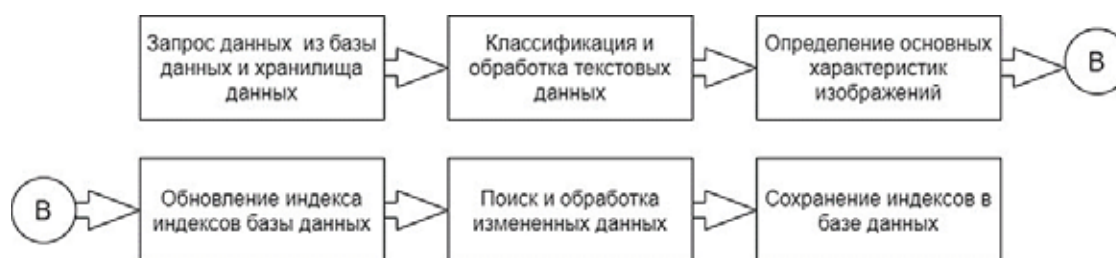 Запрос данных из базы
данных и хранилища
данных
Классификация и
обработка текстовых
данных
Определение основных
характеристик
изображений
В
В
Обновление индекса
индексов базы данных
Поиск и обработка
измененных данных
Сохранение индексов в
базе данных